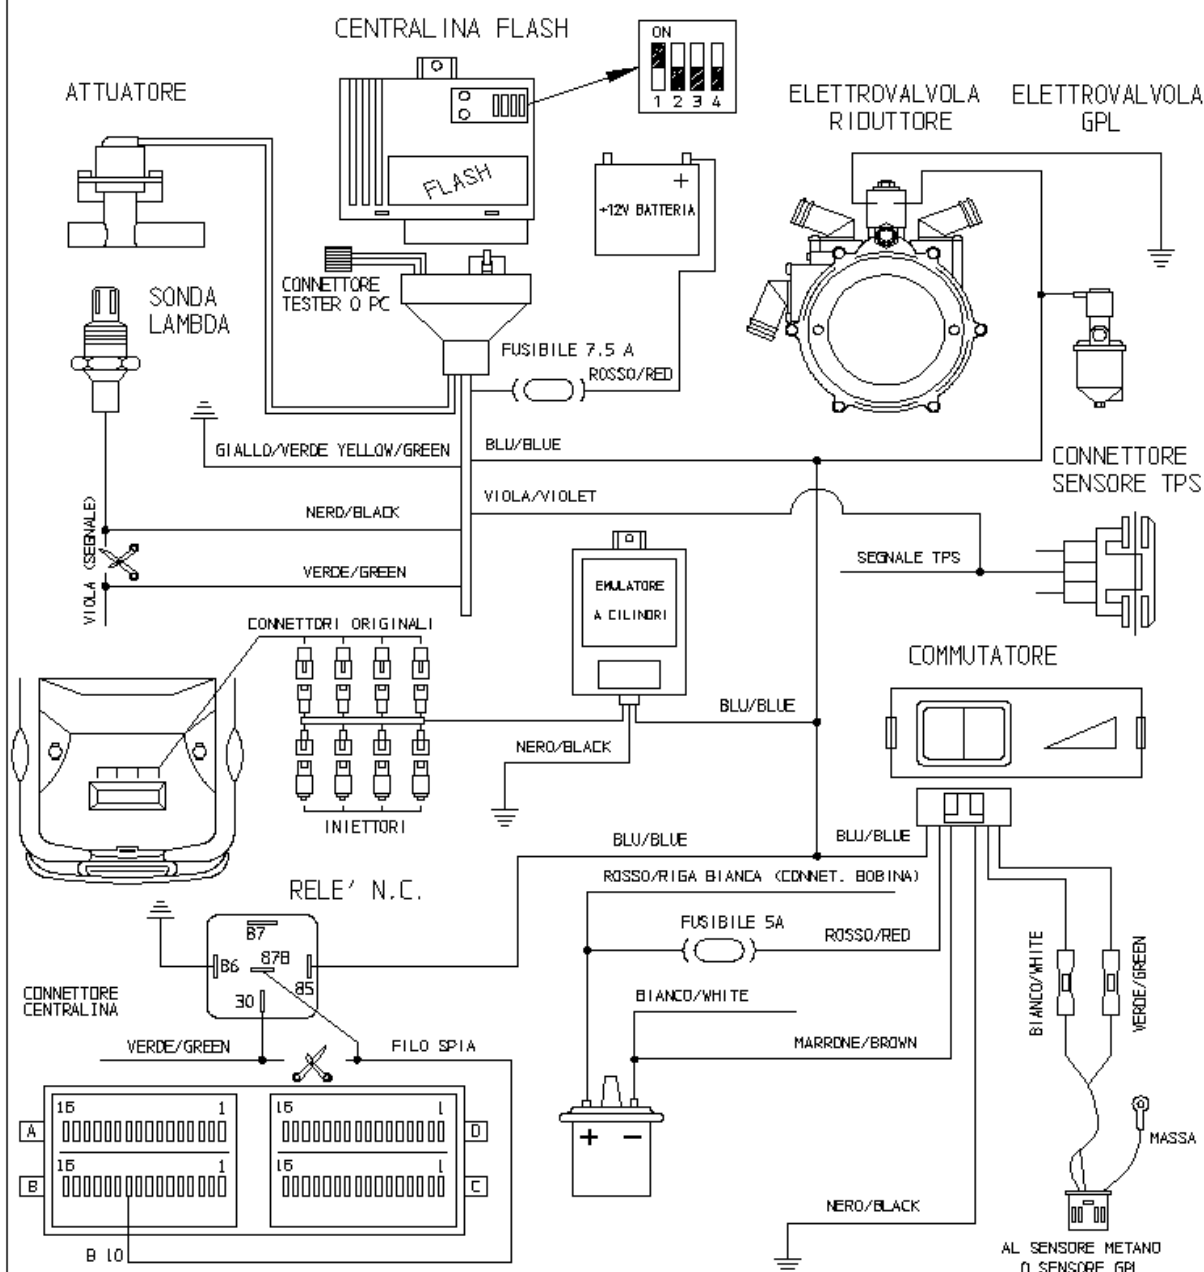 CENTRALINA FLASH
ON
1 2 3 4
ATTUATORE
ELETTROVALVOLA
RIDUTTORE
ELETTROVALVOLA
GPL
FLASH
+
+12V BATTERIA
CONNETTORE
TESTER O PC
SONDA
LAMBDA
FUSIBILE 7.5 A
ROSSO/RED
GIALLO/VERDE YELLOW/GREEN
BLU/BLUE
CONNETTORE
SENSORE TPS
VIOLA/VIOLET
NERO/BLACK
VIOLA (SEGNALE)
SEGNALE TPS
VERDE/GREEN
EMULATORE
A CILINDRI
CONNETTORI ORIGINALI
COMMUTATORE
BLU/BLUE
NERO/BLACK
INIETTORI
BLU/BLUE
BLU/BLUE
ROSSO/RIGA BIANCA (CONNET. BOBINA)
RELE' N.C.
87
87B
86
85
30
FUSIBILE 5A
ROSSO/RED
BIANCO/WHITE
VERDE/GREEN
CONNETTORE
CENTRALINA
BIANCO/WHITE
VERDE/GREEN
FILO SPIA
MARRONE/BROWN
16 1
16 1
A
D
16 1
16 1
B
C
+ -
MASSA
NERO/BLACK
B 10
AL SENSORE METANO
O SENSORE GPL